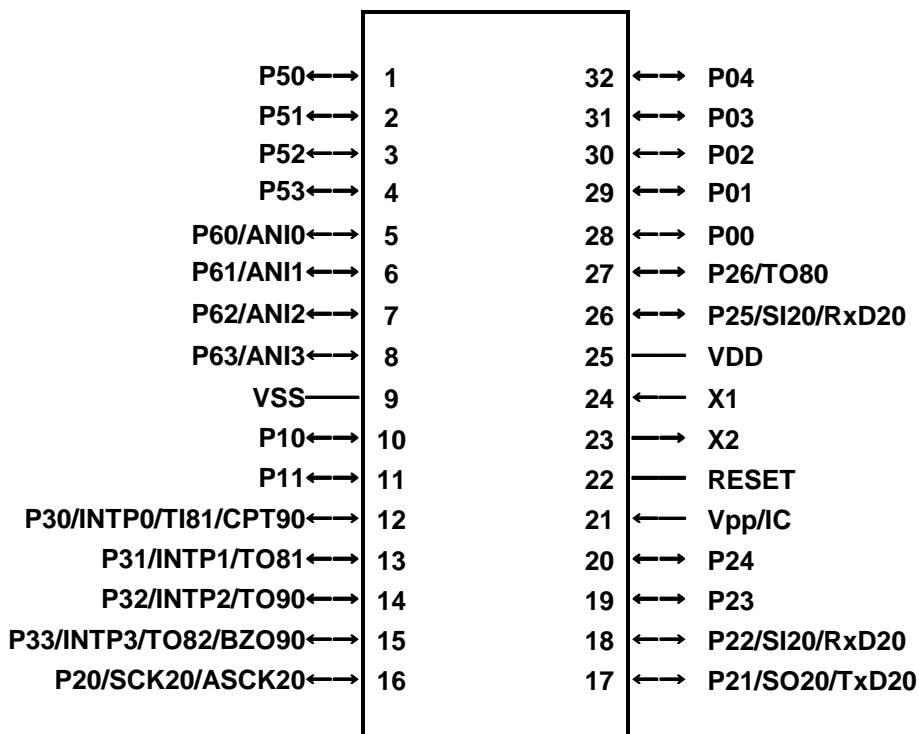 P50 1 32 P04
P51 2 31 P03
P52 3 30 P02
P53 4 29 P01
P60/ANI0 5 28 P00
P61/ANI1 6 27 P26/TO80
P62/ANI2 7 26 P25/SI20/RxD20
P63/ANI3 8 25 VDD
VSS 9 24 X1
P10 10 23 X2
P11 11 22 RESET
P30/INTP0/TI81/CPT90 12 21 Vpp/IC
P31/INTP1/TO81 13 20 P24
P32/INTP2/TO90 14 19 P23
P33/INTP3/TO82/BZO90 15 18 P22/SI20/RxD20
P20/SCK20/ASCK20 16 17 P21/SO20/TxD20